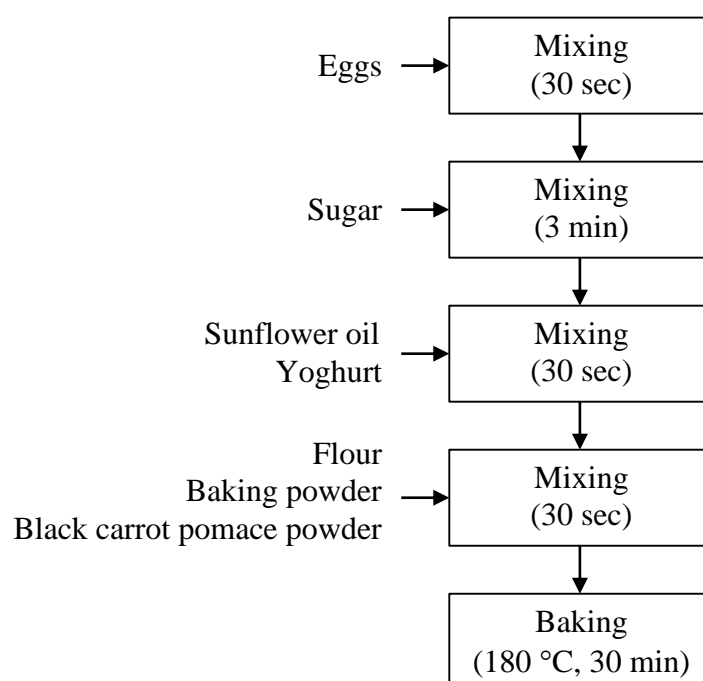 Eggs
Mixing
(30 sec)
Sugar
Mixing
(3 min)
Sunflower oil
Yoghurt
Mixing
(30 sec)
Flour
Baking powder
Black carrot pomace powder
Mixing
(30 sec)
Baking
(180 °C, 30 min)